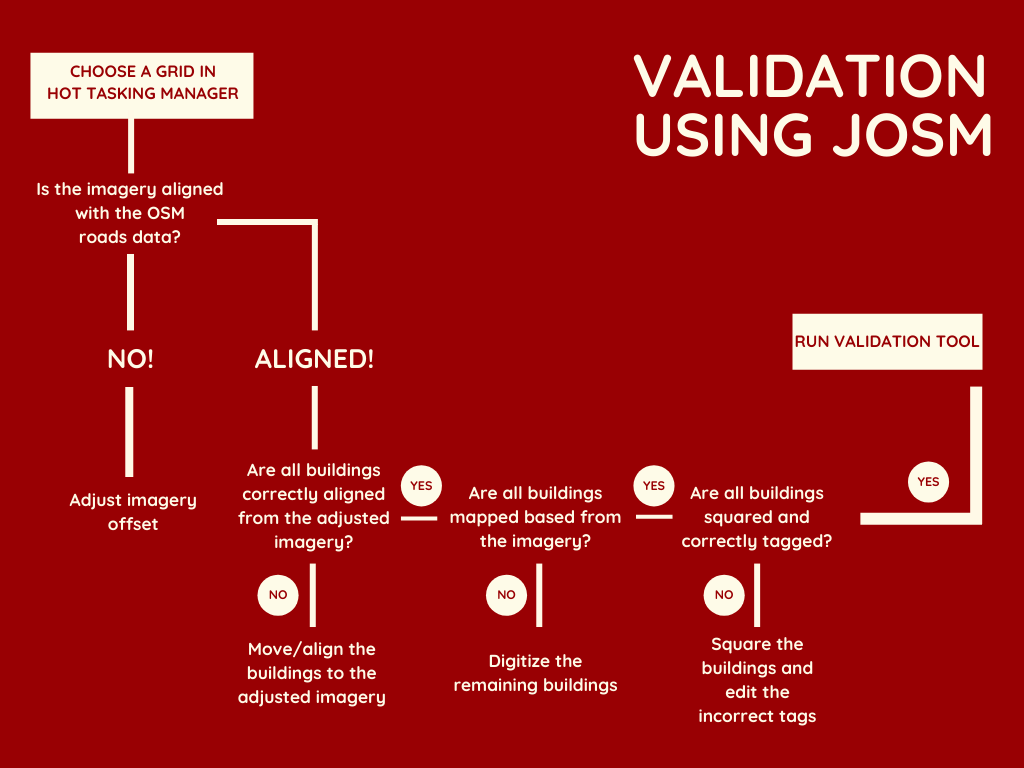 VALIDATION
USING JOSM
CHOOSE A GRID IN
HOT TASKING MANAGER
Is the imagery aligned
with the OSM
roads data?
NO!
ALIGNED!
Adjust imagery
offset
Are all buildings
correctly aligned
from the adjusted
imagery?
YES
NO
Move/align the
buildings to the
adjusted imagery
Are all buildings
mapped based from
the imagery?
YES
NO
Digitize the
remaining buildings
Are all buildings
squared and
correctly tagged?
YES
NO
Square the
buildings and
edit the
incorrect tags
RUN VALIDATION TOOL